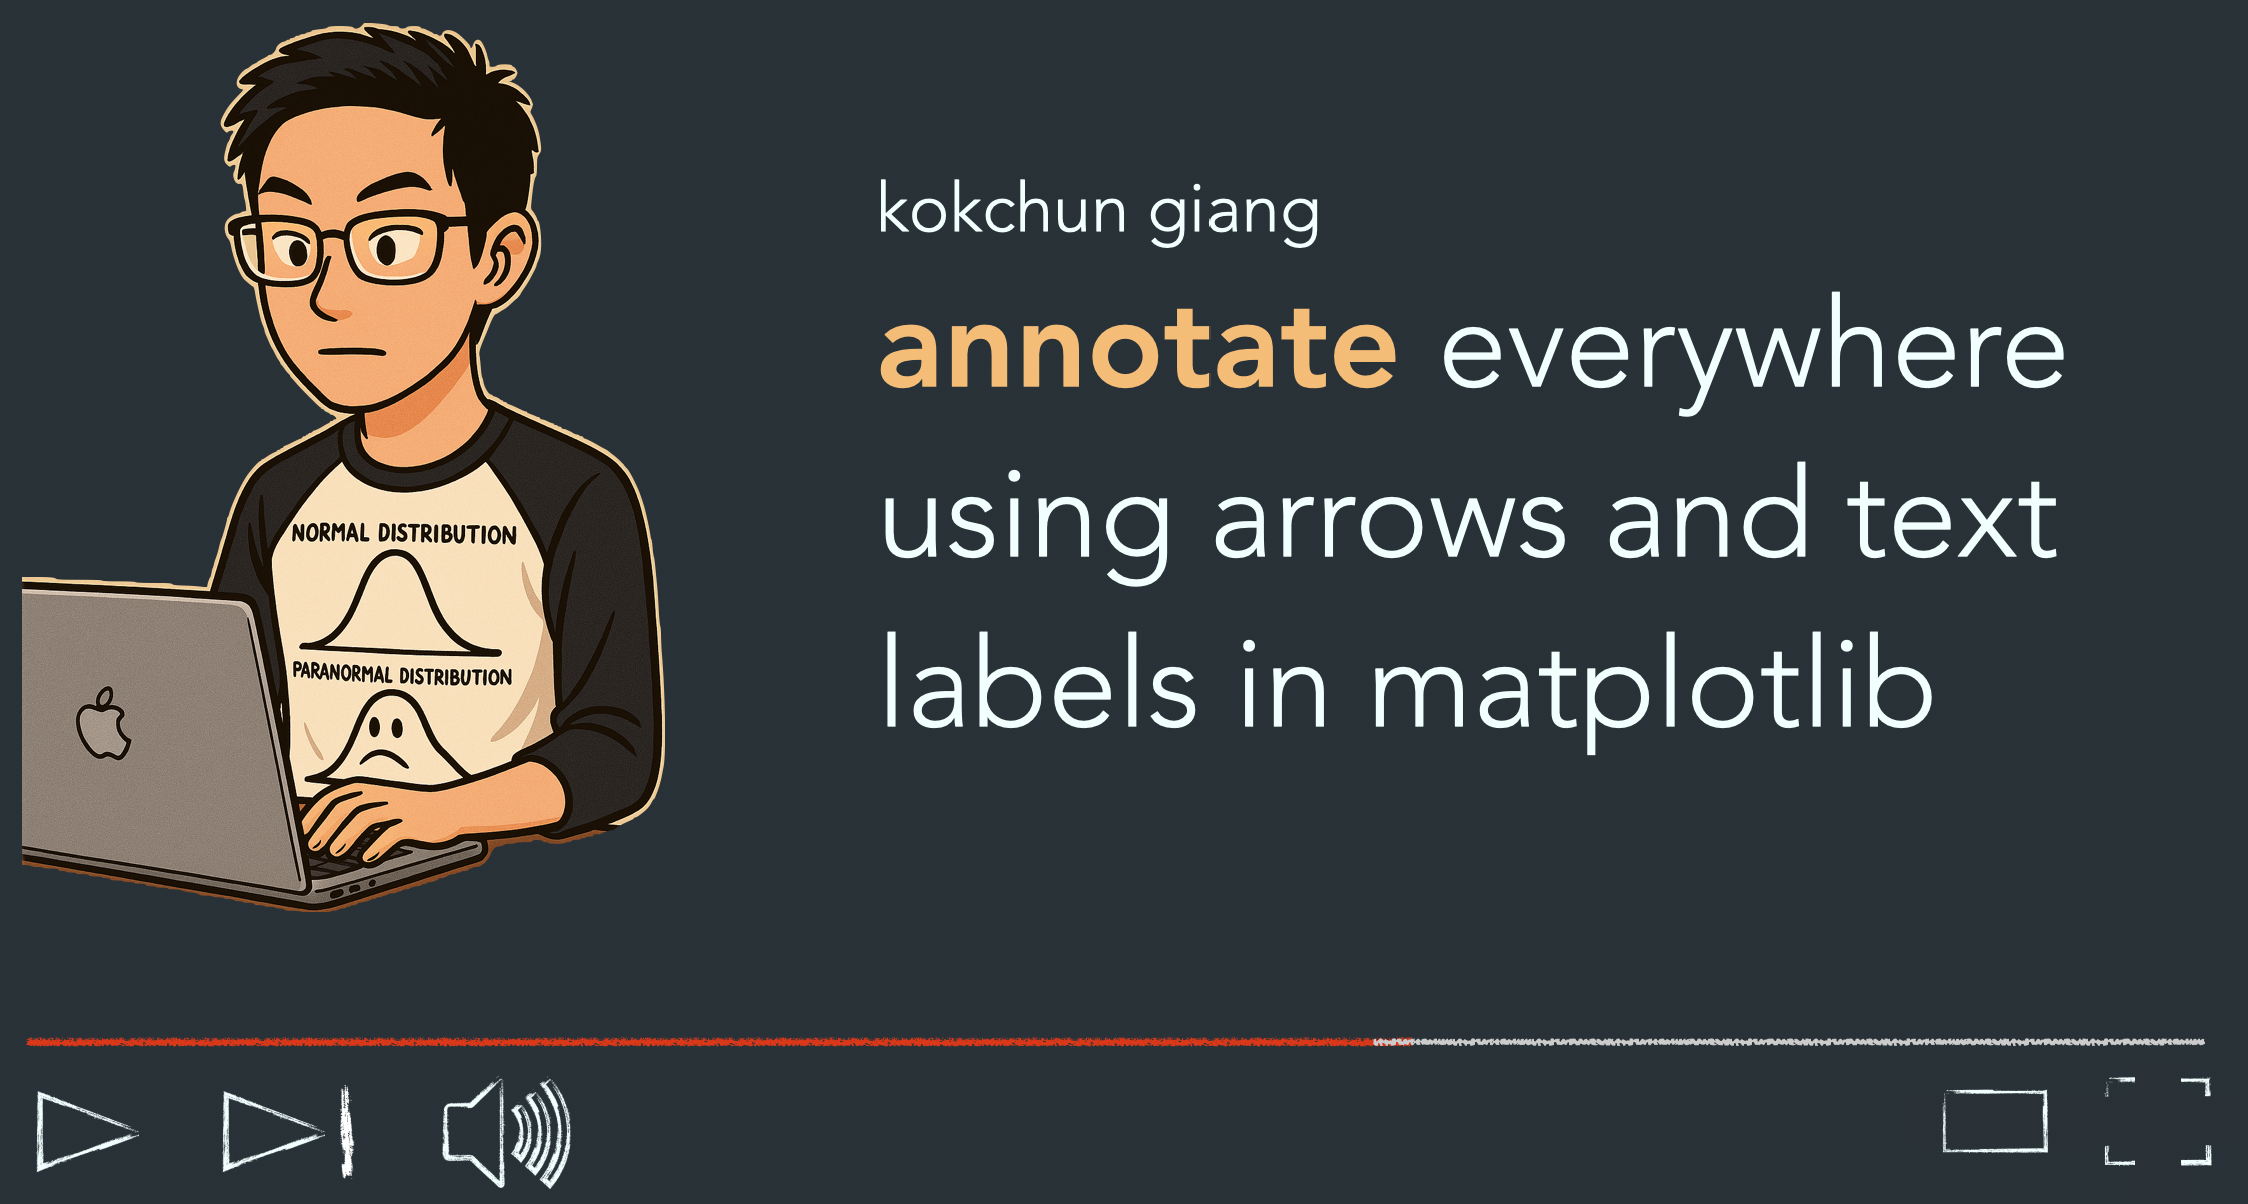 kokchun giang
annotate everywhere
using arrows and text
labels in matplotlib
NORMAL DISTRIBUTION
PARANORMAL DISTRIBUTION